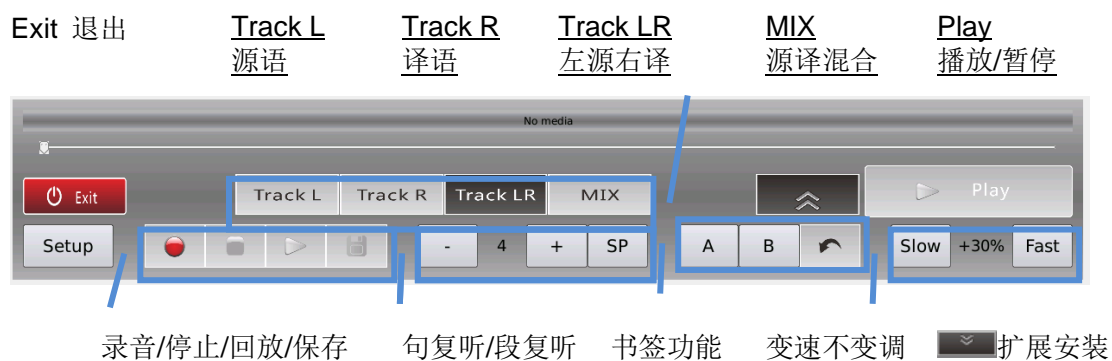 Exit 退出 Track L Track R Track LR MIX Play
源语 译语 左源右译 源译混合 播放/暂停
No media
Exit Track L Track R Track LR MIX Play
Setup - 4 + SP A B Slow +30% Fast
录音/停止/回放/保存 句复听/段复听 书签功能 变速不变调 扩展安装